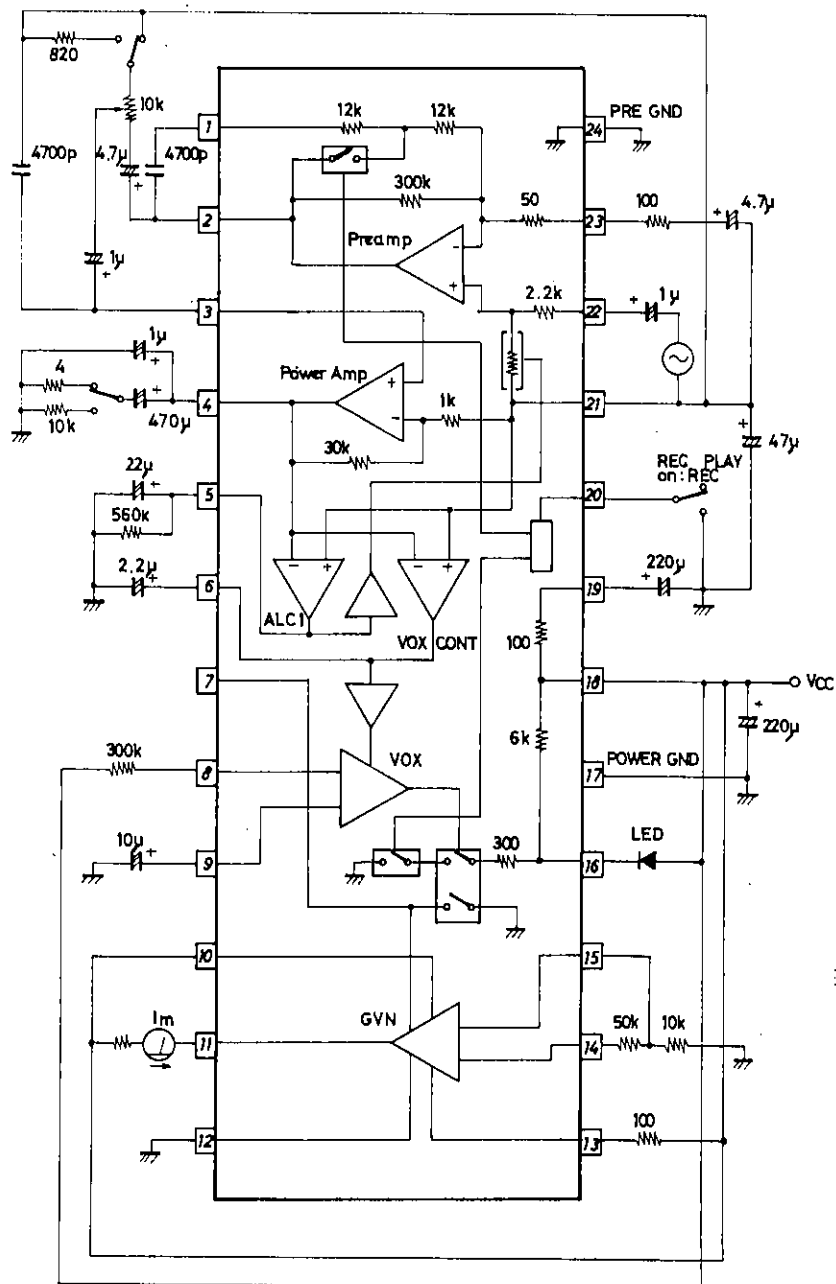 820
10k
4700p
4.7μ
+
4700p
1
12k
12k
24
PRE GND
300k
50
100
+
4.7μ
2
23
Preamp
-
+
2.2k
+
1μ
1μ
+
3
22
1μ
+
4
10k
+
470μ
4
Power Amp
+
-
1k
21
30k
+
47μ
REC PLAY
on:REC
22μ
+
560k
5
20
2.2μ
+
6
-
+
-
+
ALC1
VOX CONT
220μ
+
19
100
7
18
VCC
+
220μ
6k
300k
8
VOX
POWER GND
17
10μ
+
9
300
LED
16
10
15
1m
11
GVN
50k
10k
14
12
100
13